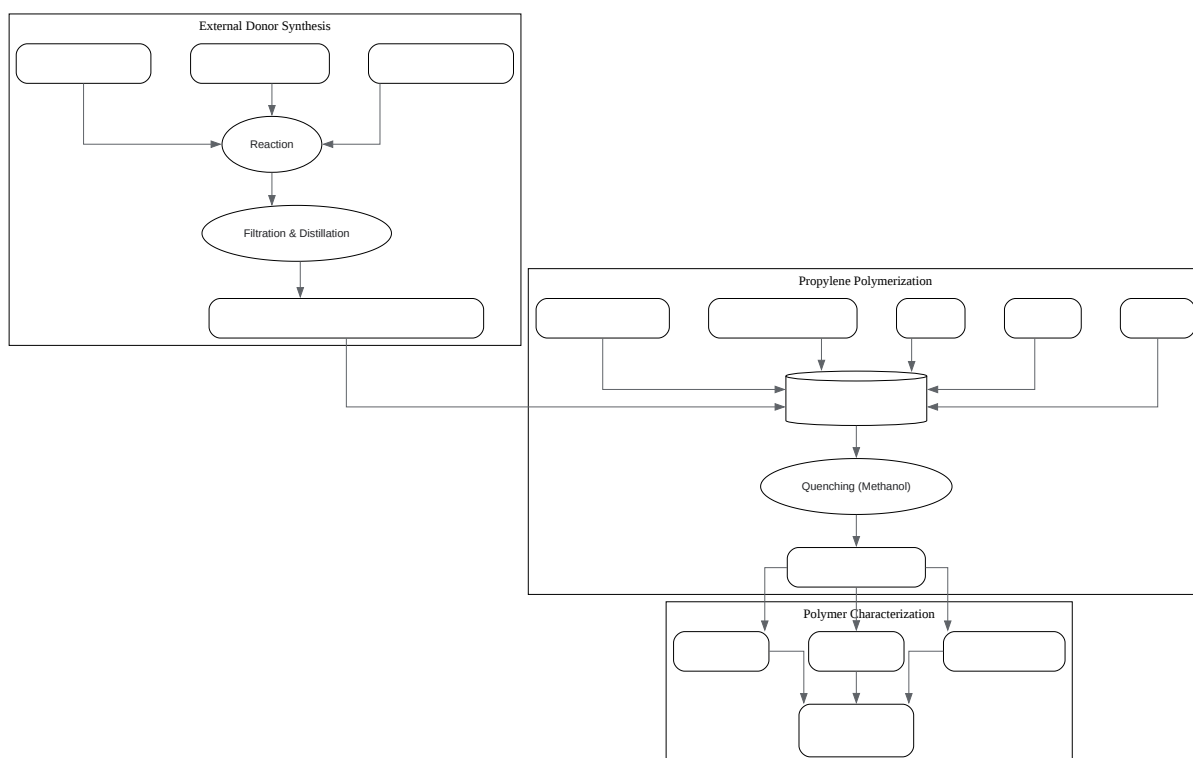 External Donor Synthesis
Reaction
Filtration & Distillation
Propylene Polymerization
Quenching (Methanol)
Polymer Characterization